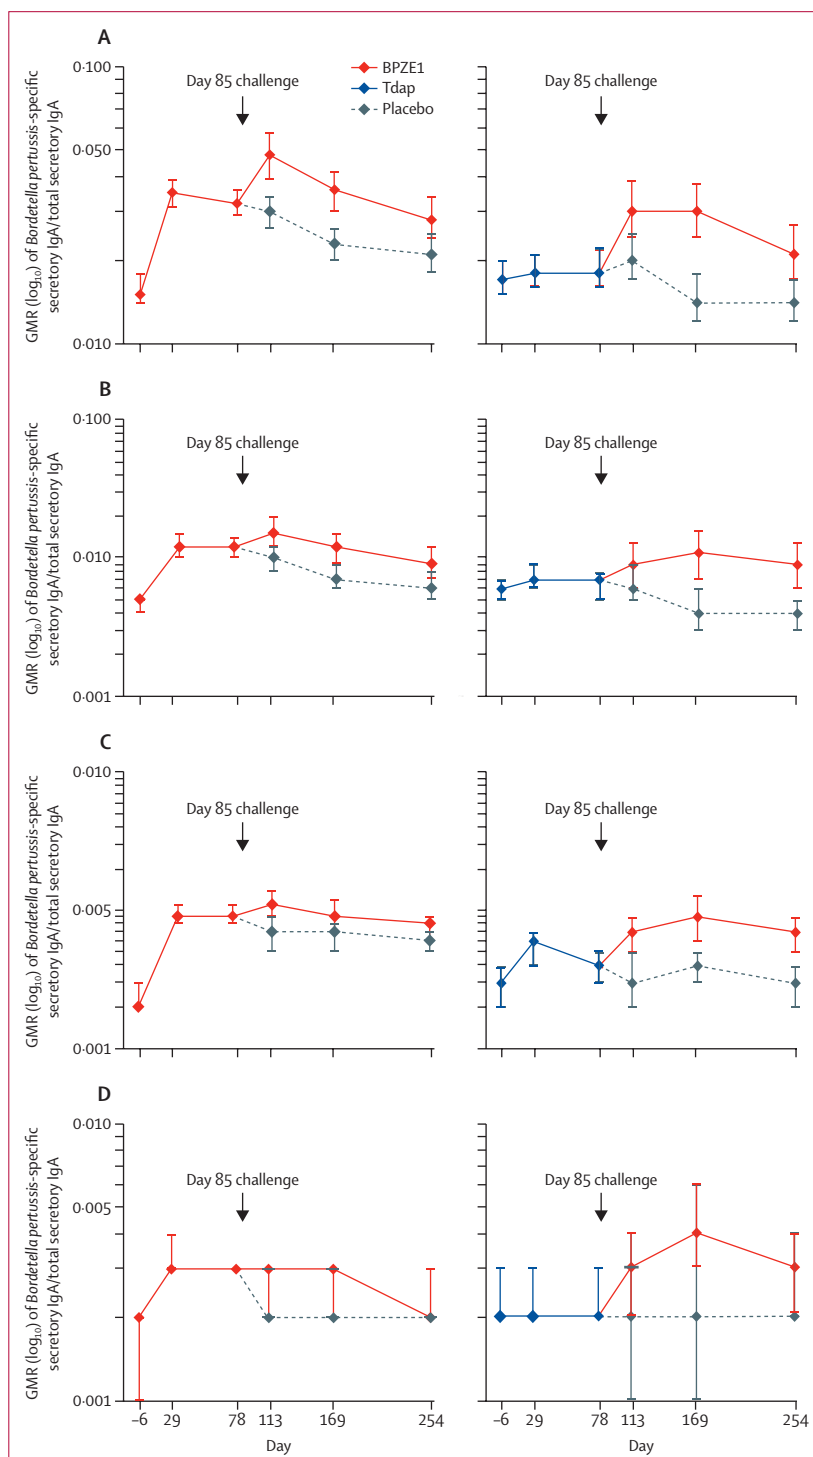 A
Day 85 challenge
BPZE1
Tdap
Placebo
Day 85 challenge
0·100
0·050
0·010
GMR (log₁₀) of Bordetella pertussis-specific
secretory IgA/total secretory IgA
B
Day 85 challenge
Day 85 challenge
0·100
0·010
0·001
GMR (log₁₀) of Bordetella pertussis-specific
secretory IgA/total secretory IgA
C
Day 85 challenge
Day 85 challenge
0·010
0·005
0·001
GMR (log₁₀) of Bordetella pertussis-specific
secretory IgA/total secretory IgA
D
Day 85 challenge
Day 85 challenge
0·010
0·005
0·001
GMR (log₁₀) of Bordetella pertussis-specific
secretory IgA/total secretory IgA
–6 29 78 113 169 254
Day
–6 29 78 113 169 254
Day